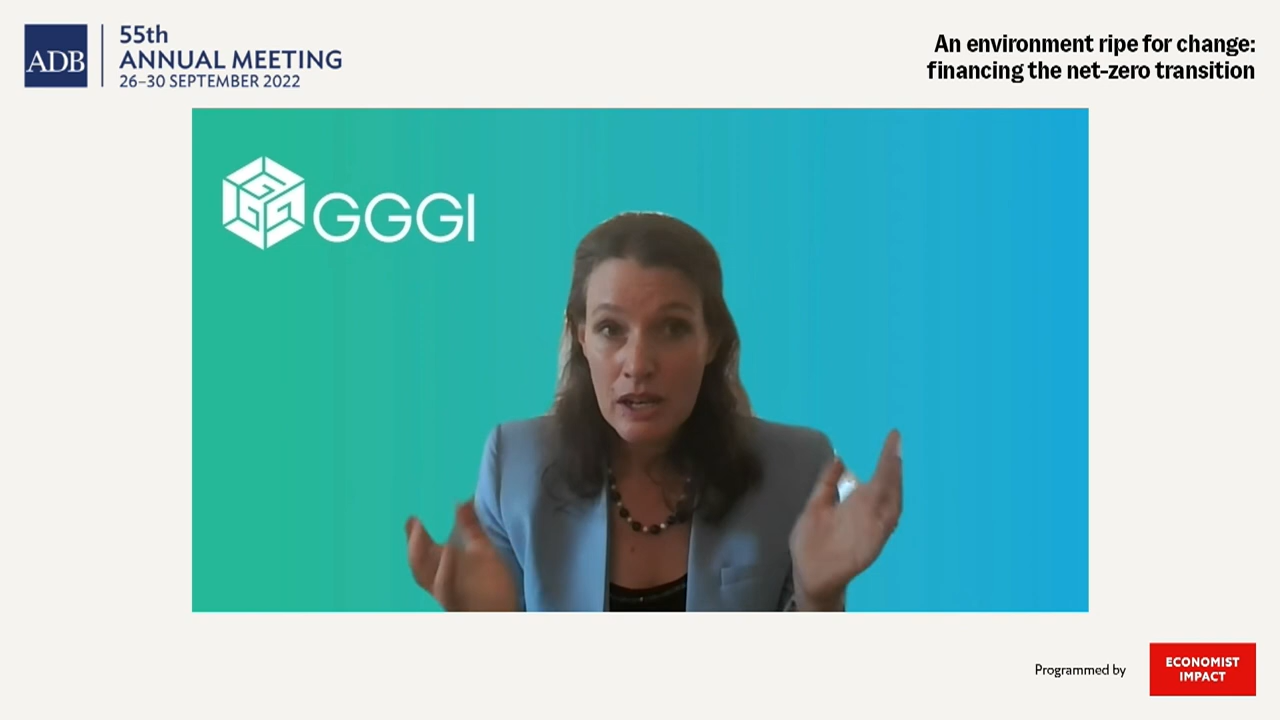 ADB
55th
ANNUAL MEETING
26–30 SEPTEMBER 2022
An environment ripe for change:
financing the net-zero transition
GGGI
Programmed by
ECONOMIST
IMPACT